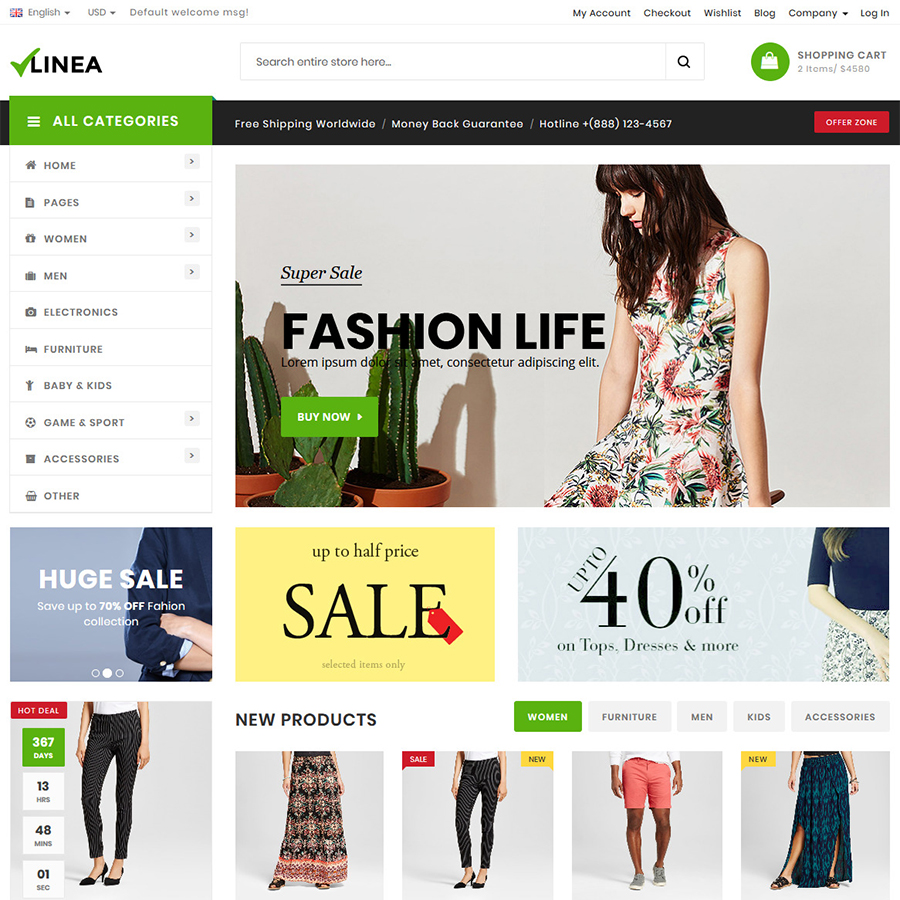 English
USD
Default welcome msg!
My Account
Checkout
Wishlist
Blog
Company
Log In
LINEA
Search entire store here...
SHOPPING CART
2 Items/ $4580
ALL CATEGORIES
Free Shipping Worldwide / Money Back Guarantee / Hotline +(888) 123-4567
OFFER ZONE
HOME
PAGES
WOMEN
MEN
ELECTRONICS
FURNITURE
BABY & KIDS
GAME & SPORT
ACCESSORIES
OTHER
Super Sale
FASHION LIFE
Lorem ipsum dolor sit amet, consectetur adipiscing elit.
BUY NOW
HUGE SALE
Save up to 70% OFF Fahion
collection
up to half price
SALE
selected items only
UPTO
40%
off
on Tops, Dresses & more
HOT DEAL
367
DAYS
13
HRS
48
MINS
01
SEC
NEW PRODUCTS
WOMEN
FURNITURE
MEN
KIDS
ACCESSORIES
SALE
NEW
NEW